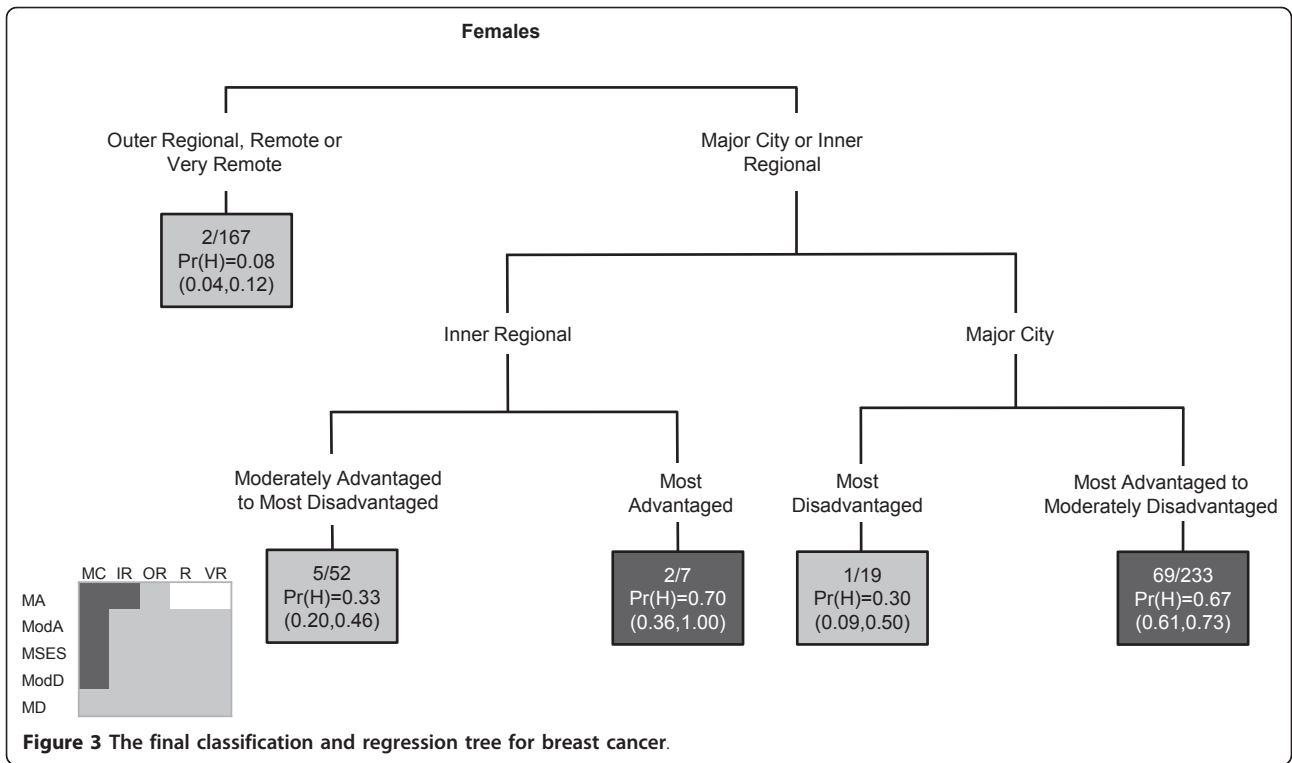 Females
Outer Regional, Remote or
Very Remote
Major City or Inner
Regional
2/167
Pr(H)=0.08
(0.04,0.12)
Inner Regional
Major City
Moderately Advantaged
to Most Disadvantaged
Most
Advantaged
Most
Disadvantaged
Most Advantaged to
Moderately Disadvantaged
5/52
Pr(H)=0.33
(0.20,0.46)
2/7
Pr(H)=0.70
(0.36,1.00)
1/19
Pr(H)=0.30
(0.09,0.50)
69/233
Pr(H)=0.67
(0.61,0.73)
MC IR OR R VR
MA
ModA
MSES
ModD
MD
Figure 3 The final classification and regression tree for breast cancer.